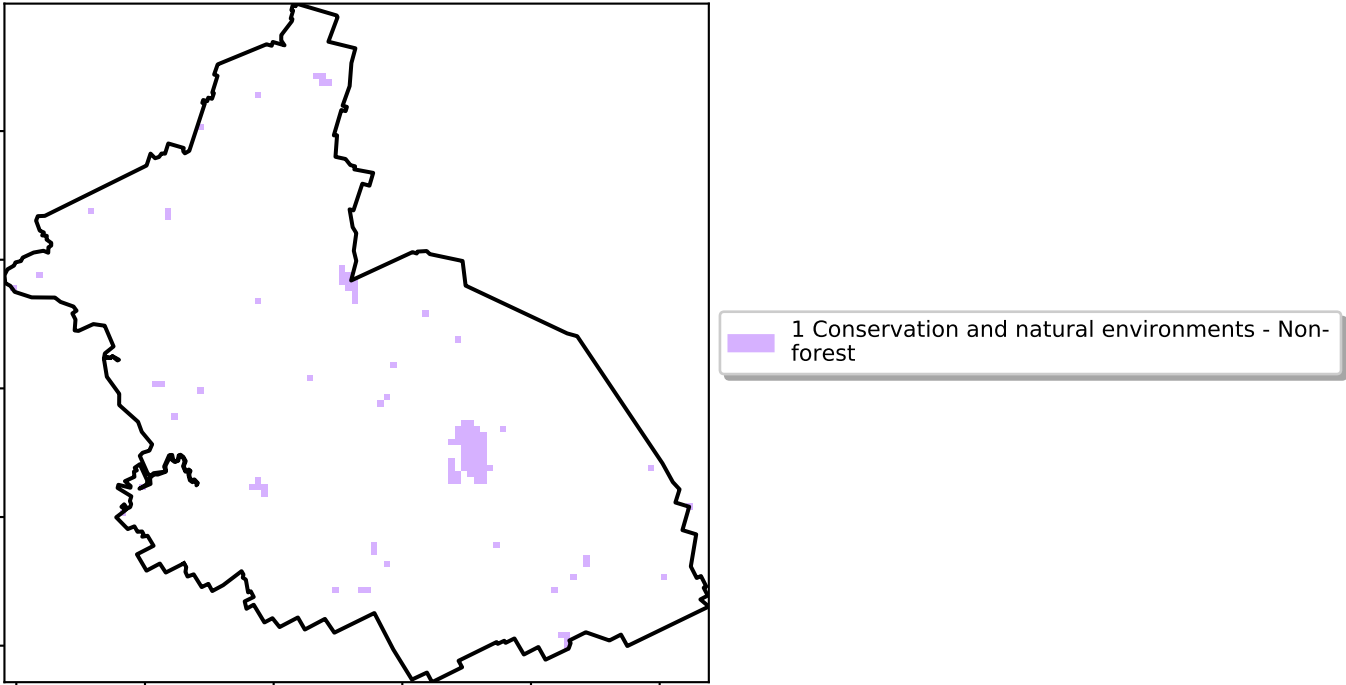 1 Conservation and natural environments - Non-
forest